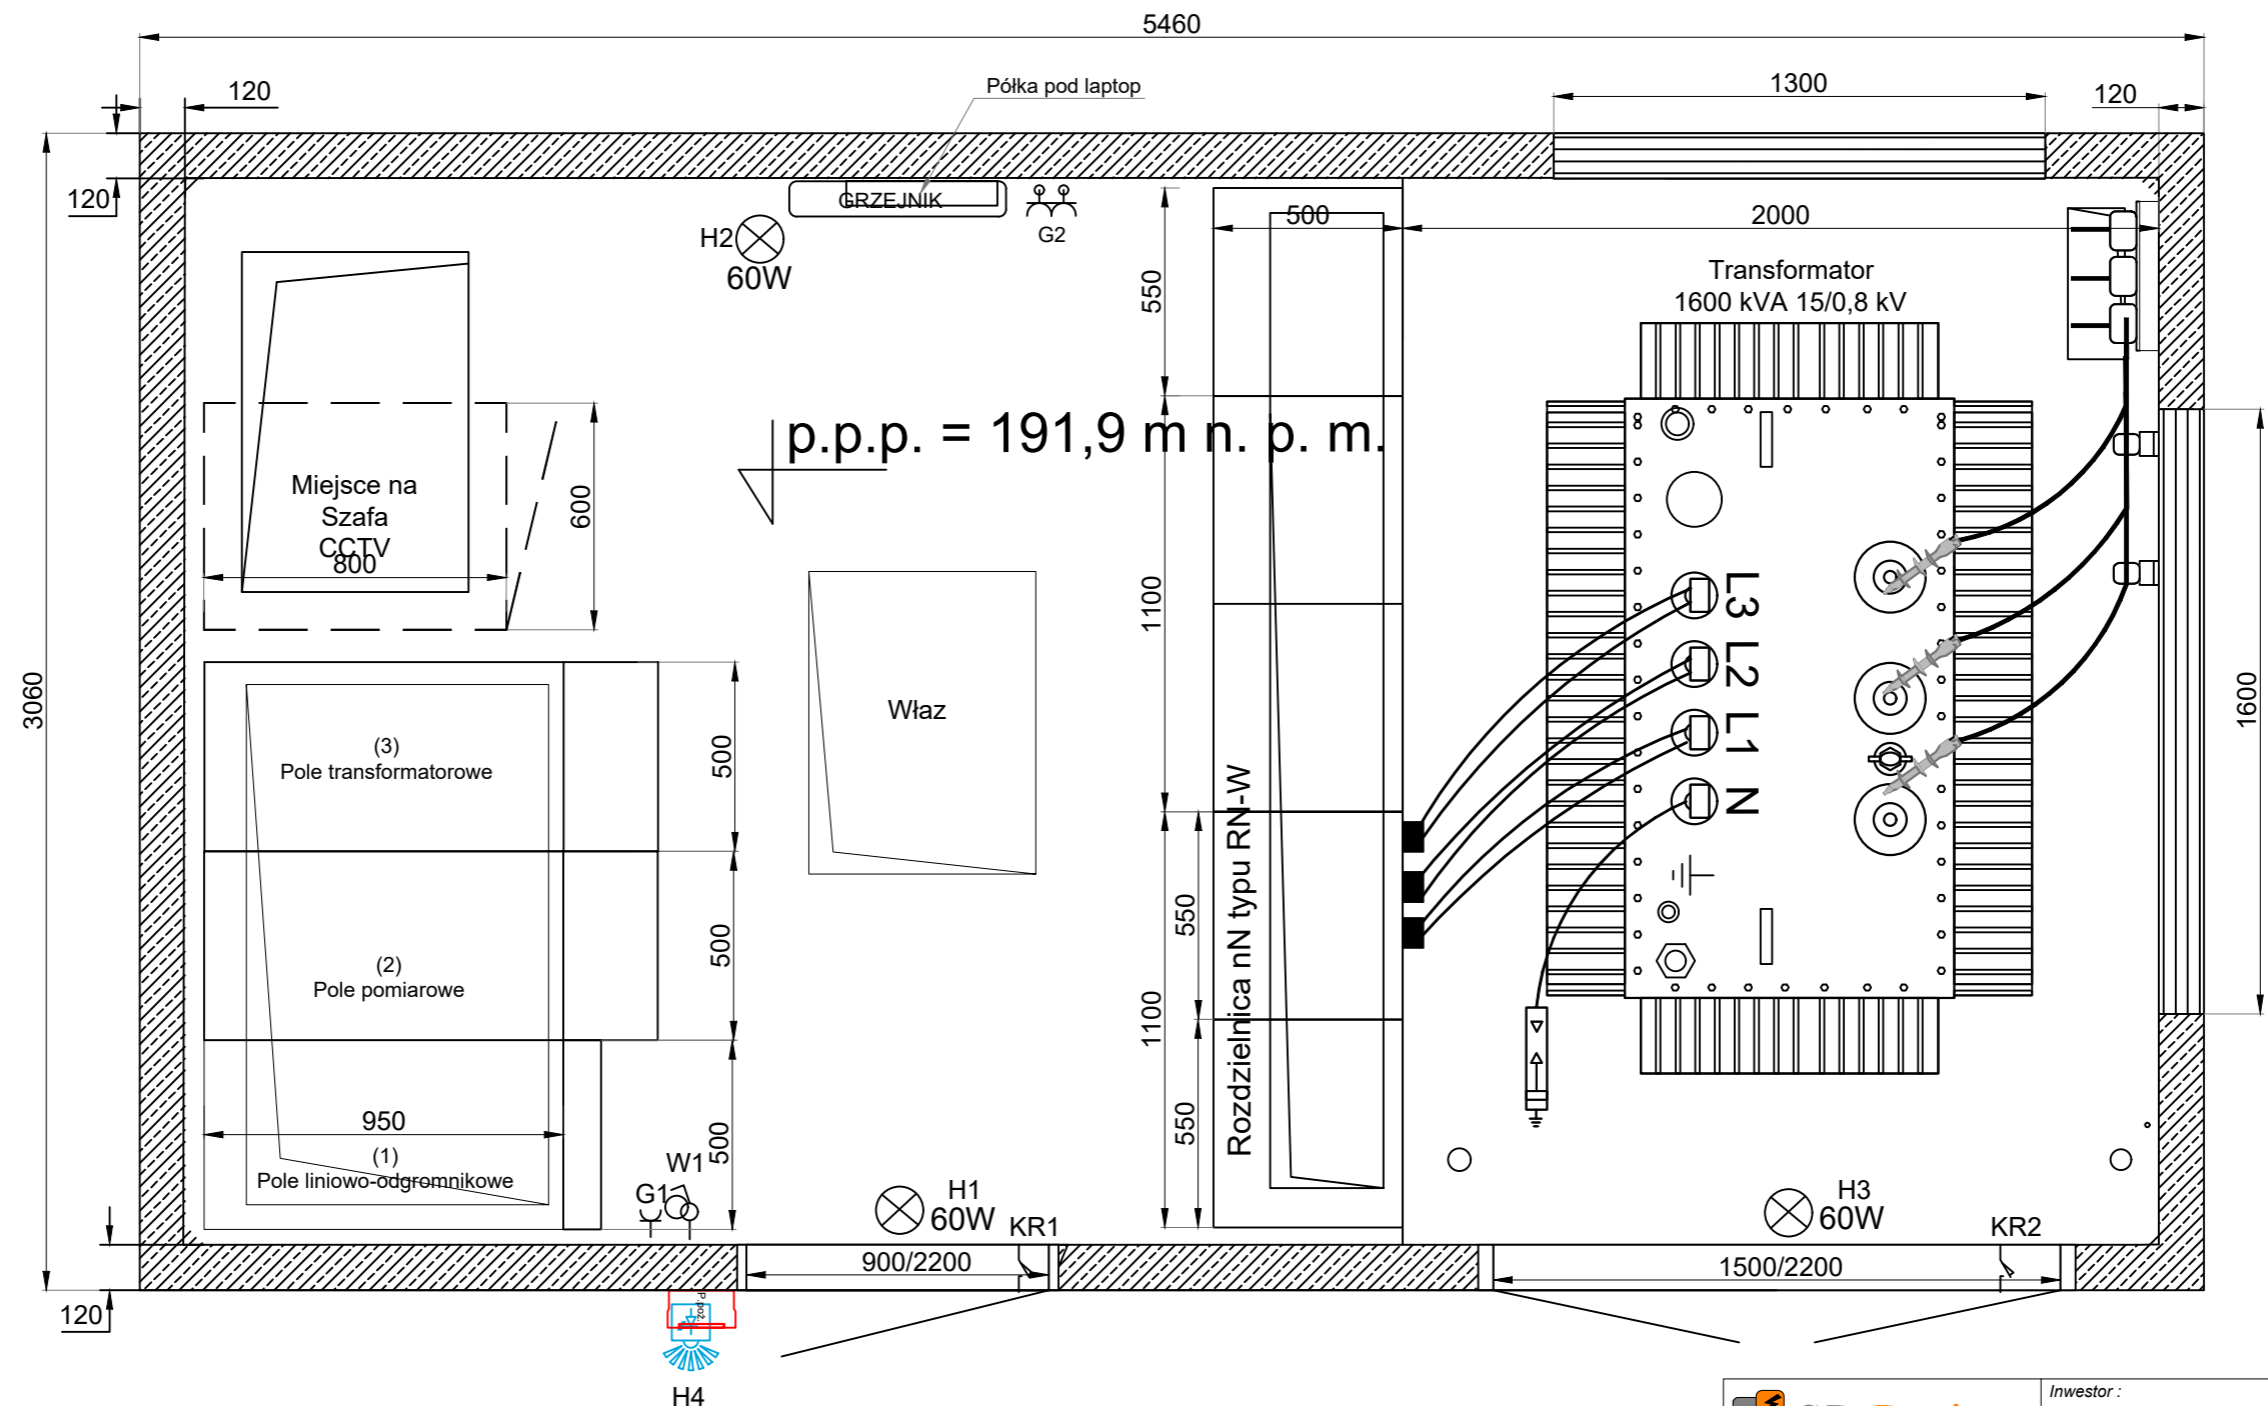 5460
120
Półka pod laptop
1300
120
120
GRZEJNIK
H2
60W
G2
500
2000
550
Transformator
1600 kVA 15/0,8 kV
p.p.p. = 191,9 m n. p. m.
Miejsce na
Szafa
CCTV
800
600
1100
L3
L2
L1
N
3060
1600
Właz
(3)
Pole transformatorowe
500
(2)
Pole pomiarowe
500
Rozdzielnica nN typu RN-W
550
1100
550
950
(1)
Pole liniowo-odgromnikowe
500
W1
G1
H1
60W
KR1
H3
60W
KR2
900/2200
1500/2200
120
P.poż.
H4
Inwestor :